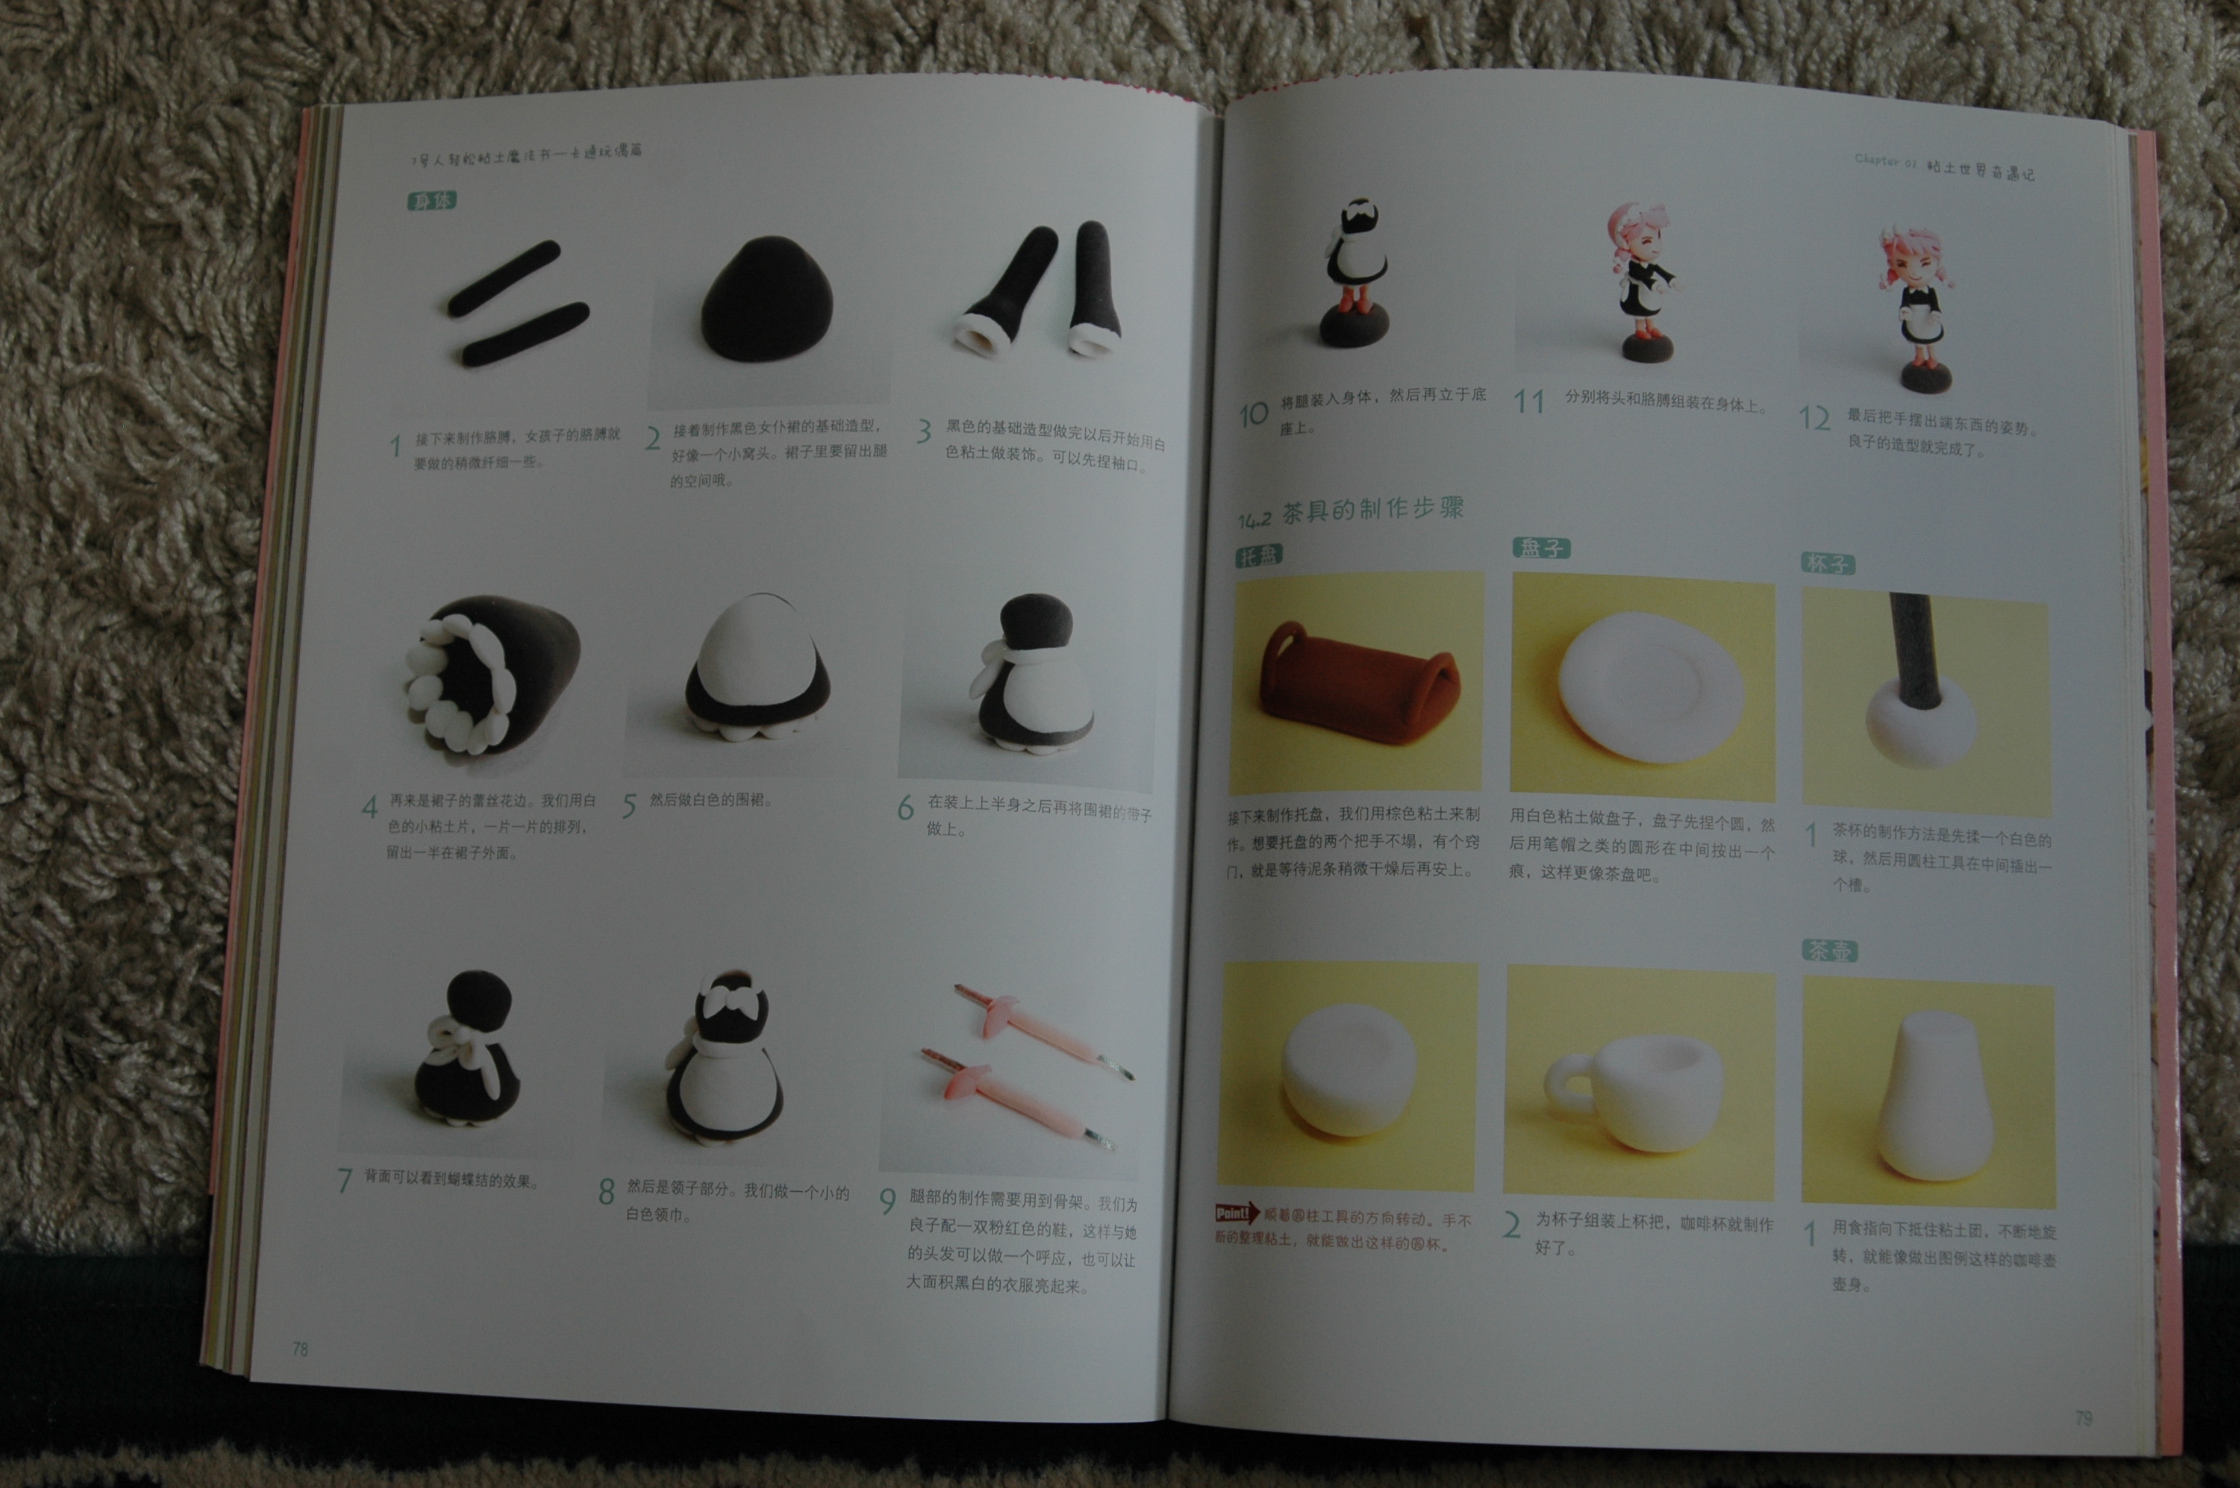 人轻松粘土魔法书——卡通玩偶篇
身体
1 接下来制作胳膊，女孩子的胳膊就
要做的稍微纤细一些。
2 接着制作黑色女仆裙的基础造型，
好像一个小窝头。裙子里要留出腿
的空间哦。
3 黑色的基础造型做完以后开始用白
色粘土做装饰。可以先捏袖口。
4 再来是裙子的蕾丝花边。我们用白
色的小粘土片，一片一片的排列，
留出一半在裙子外面。
5 然后做白色的围裙。
6 在装上上半身之后再将围裙的带子
做上。
7 背面可以看到蝴蝶结的效果。
8 然后是领子部分。我们做一个小的
白色领巾。
9 腿部的制作需要用到骨架。我们为
良子配一双粉红色的鞋，这样与她
的头发可以做一个呼应，也可以让
大面积黑白的衣服亮起来。
78
Chapter 02 粘土世界奇遇记
10 将腿装入身体，然后再立于底
座上。
11 分别将头和胳膊组装在身体上。
12 最后把手摆出端东西的姿势。
良子的造型就完成了。
14.2 茶具的制作步骤
托盘
接下来制作托盘，我们用棕色粘土来制
作。想要托盘的两个把手不塌，有个窍
门，就是等待泥条稍微干燥后再安上。
盘子
用白色粘土做盘子，盘子先捏个圆，然
后用笔帽之类的圆形在中间按出一个
痕，这样更像茶盘吧。
杯子
1 茶杯的制作方法是先揉一个白色的
球，然后用圆柱工具在中间插出一
个槽。
Point! 顺着圆柱工具的方向转动，手不
断的整理粘土，就能做出这样的圆杯。
2 为杯子组装上杯把，咖啡杯就制作
好了。
茶壶
1 用食指向下抵住粘土团，不断地旋
转，就能像做出图例这样的咖啡壶
壶身。
79